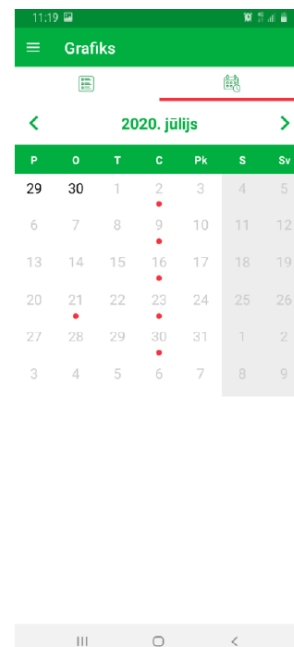 11:19
Grafiks
2020. jūlijs
P O T C Pk S Sv
29 30 1 2 3 4 5
6 7 8 9 10 11 12
13 14 15 16 17 18 19
20 21 22 23 24 25 26
27 28 29 30 31 1 2
3 4 5 6 7 8 9